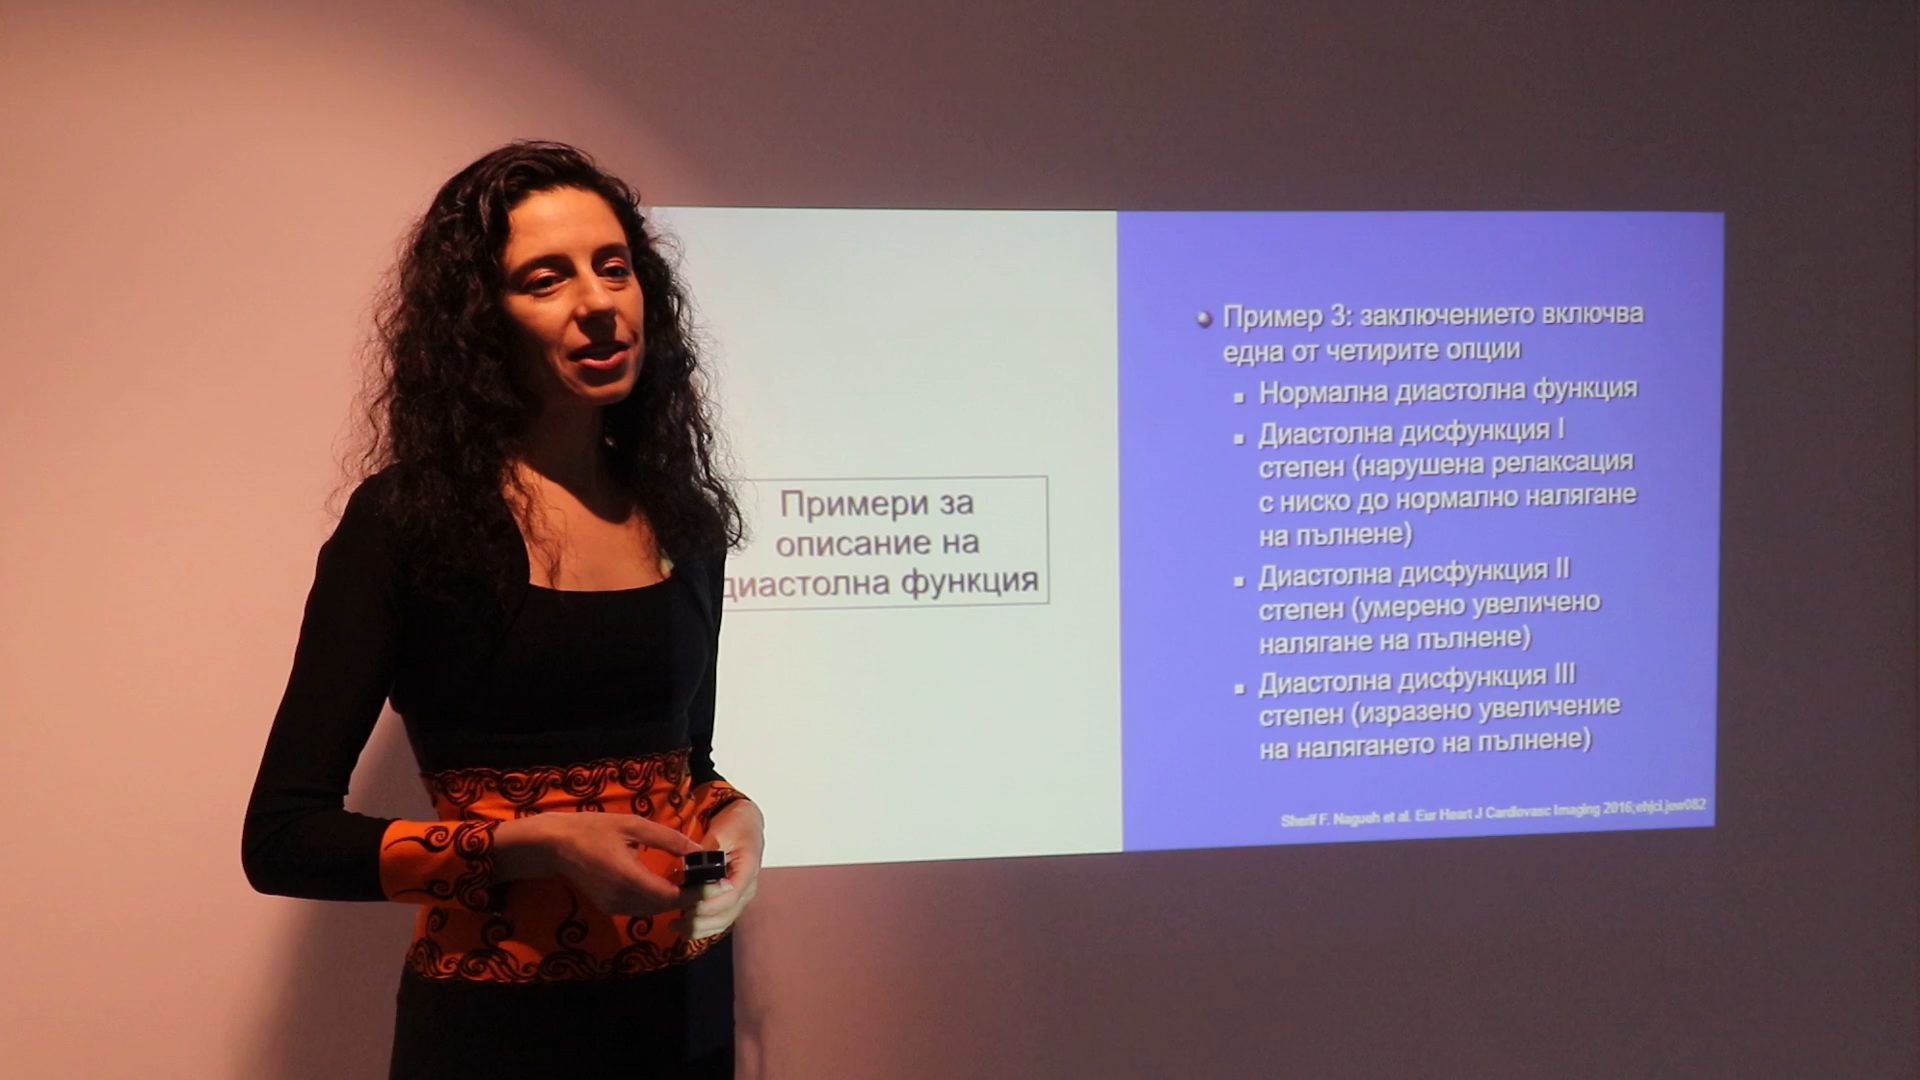 Примери за
описание на
диастолна функция
Пример 3: заключението включва
една от четирите опции
Нормална диастолна функция
Диастолна дисфункция I
степен (нарушена релаксация
с ниско до нормално налягане
на пълнене)
Диастолна дисфункция II
степен (умерено увеличено
налягане на пълнене)
Диастолна дисфункция III
степен (изразено увеличение
на налягането на пълнене)
Sherif F. Nagueh et al. Eur Heart J Cardiovasc Imaging 2016;ehjci.jew082